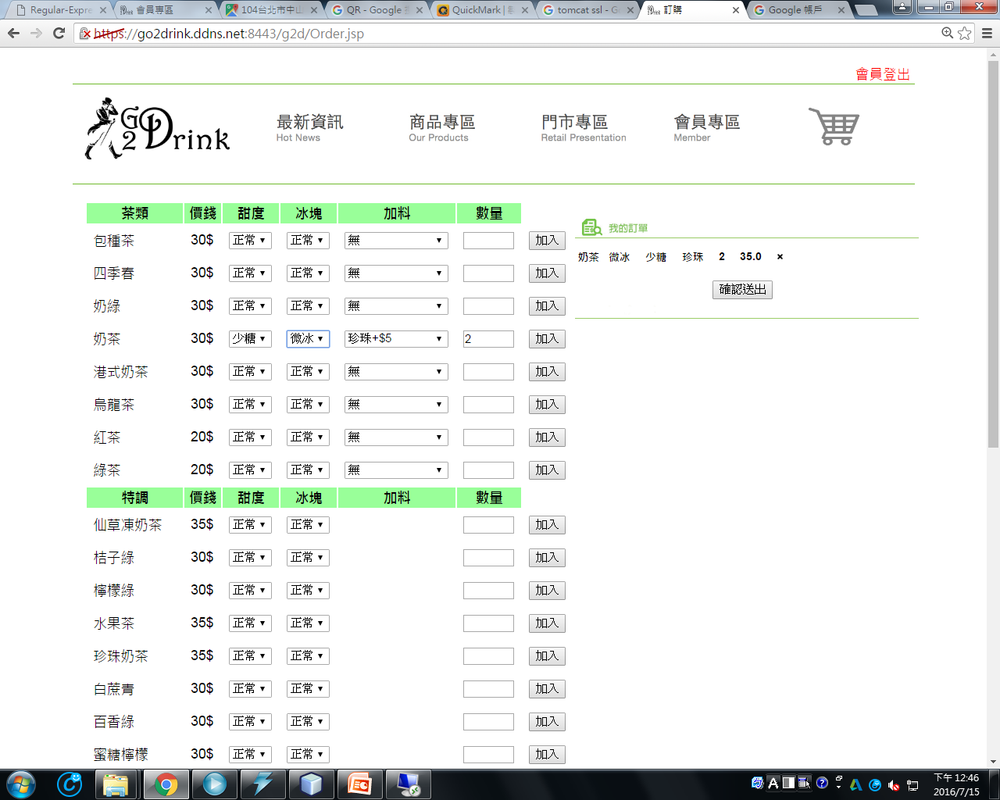 Regular-Expre 會員專區 104台北市中山 QR - Google 搜 QuickMark | 製 tomcat ssl - Go 訂購 Google 帳戶
https://go2drink.ddns.net:8443/g2d/Order.jsp
會員登出
Go 2 Drink
最新資訊 商品專區 門市專區 會員專區
Hot News Our Products Retail Presentation Member
茶類 價錢 甜度 冰塊 加料 數量
我的訂單
包種茶 30$ 正常 正常 無 加入
奶茶 微冰 少糖 珍珠 2 35.0 ×
四季春 30$ 正常 正常 無 加入
確認送出
奶綠 30$ 正常 正常 無 加入
奶茶 30$ 少糖 微冰 珍珠+$5 2 加入
港式奶茶 30$ 正常 正常 無 加入
烏龍茶 30$ 正常 正常 無 加入
紅茶 20$ 正常 正常 無 加入
綠茶 20$ 正常 正常 無 加入
特調 價錢 甜度 冰塊 加料 數量
仙草凍奶茶 35$ 正常 正常 加入
桔子綠 30$ 正常 正常 加入
檸檬綠 30$ 正常 正常 加入
水果茶 35$ 正常 正常 加入
珍珠奶茶 35$ 正常 正常 加入
白蔗青 30$ 正常 正常 加入
百香綠 30$ 正常 正常 加入
蜜糖檸檬 30$ 正常 正常 加入
A 下午 12:46
2016/7/15